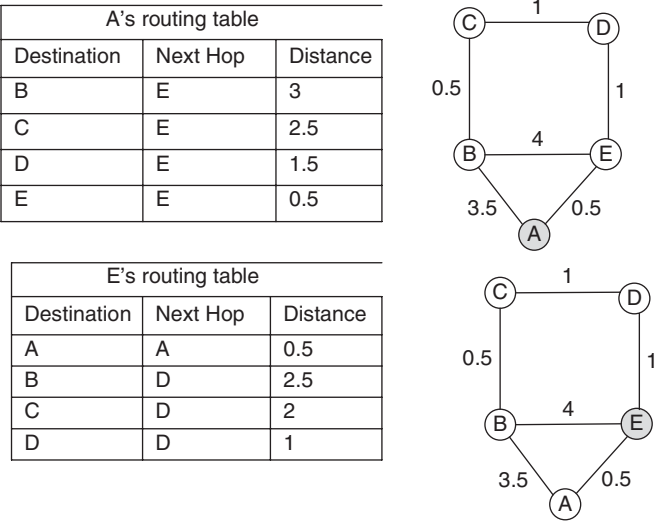 A's routing table
Destination Next Hop Distance
B E 3
C E 2.5
D E 1.5
E E 0.5
1
C D
0.5 1
4
B E
3.5 0.5
A
E's routing table
Destination Next Hop Distance
A A 0.5
B D 2.5
C D 2
D D 1
1
C D
0.5 1
4
B E
3.5 0.5
A